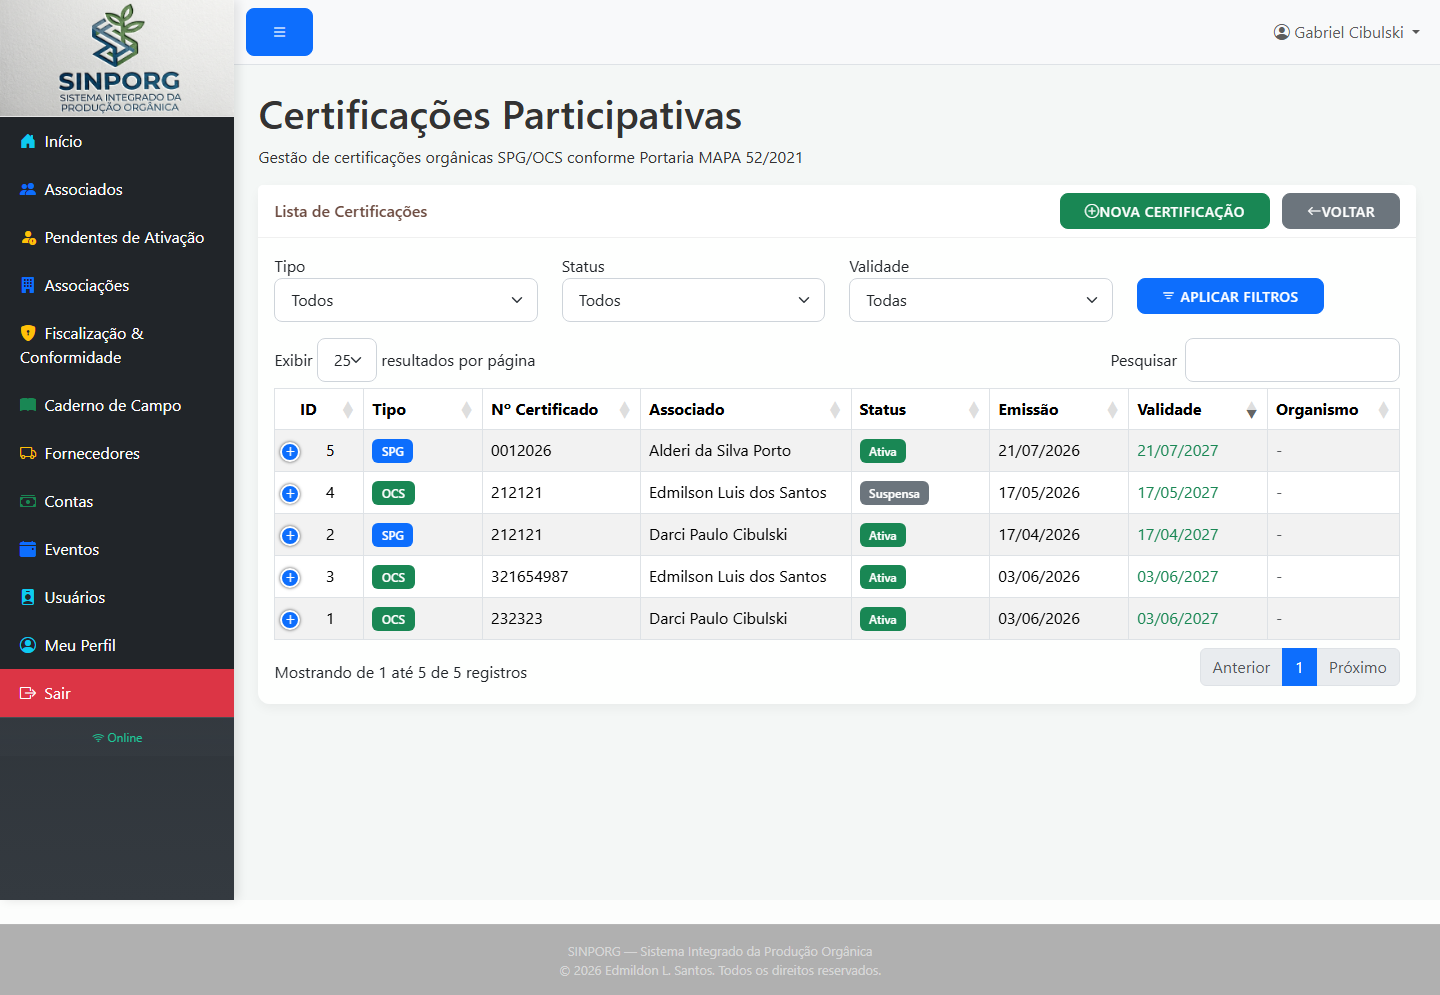 SINPORG
SISTEMA INTEGRADO DA
PRODUÇÃO ORGÂNICA
Início
Associados
Pendentes de Ativação
Associações
Fiscalização &
Conformidade
Caderno de Campo
Fornecedores
Contas
Eventos
Usuários
Meu Perfil
Sair
Online
Gabriel Cibulski
Certificações Participativas
Gestão de certificações orgânicas SPG/OCS conforme Portaria MAPA 52/2021
Lista de Certificações
NOVA CERTIFICAÇÃO
VOLTAR
Tipo Status Validade
Todos Todos Todas APLICAR FILTROS
Exibir 25 resultados por página Pesquisar
ID Tipo Nº Certificado Associado Status Emissão Validade Organismo
5 SPG 0012026 Alderi da Silva Porto Ativa 21/07/2026 21/07/2027 -
4 OCS 212121 Edmilson Luis dos Santos Suspensa 17/05/2026 17/05/2027 -
2 SPG 212121 Darci Paulo Cibulski Ativa 17/04/2026 17/04/2027 -
3 OCS 321654987 Edmilson Luis dos Santos Ativa 03/06/2026 03/06/2027 -
1 OCS 232323 Darci Paulo Cibulski Ativa 03/06/2026 03/06/2027 -
Mostrando de 1 até 5 de 5 registros
Anterior 1 Próximo
SINPORG — Sistema Integrado da Produção Orgânica
© 2026 Edmildon L. Santos. Todos os direitos reservados.